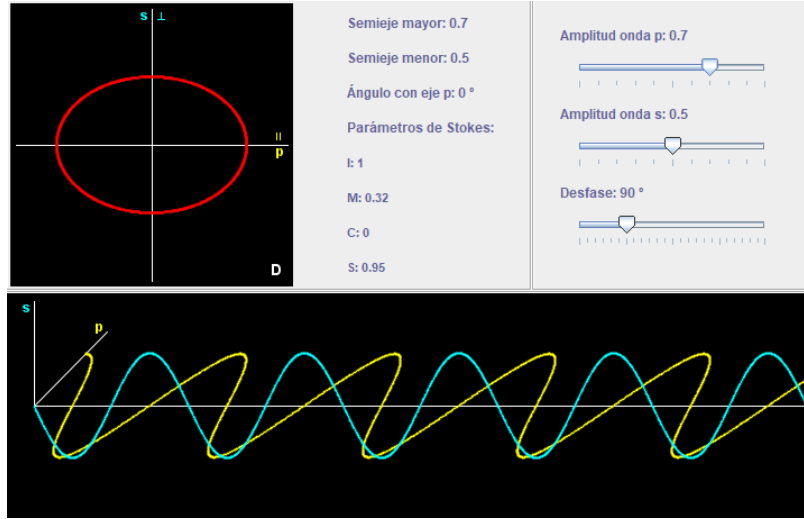 s ⊥
=
p
D
Semieje mayor: 0.7
Semieje menor: 0.5
Ángulo con eje p: 0 º
Parámetros de Stokes:
I: 1
M: 0.32
C: 0
S: 0.95
Amplitud onda p: 0.7
Amplitud onda s: 0.5
Desfase: 90 º
s
p